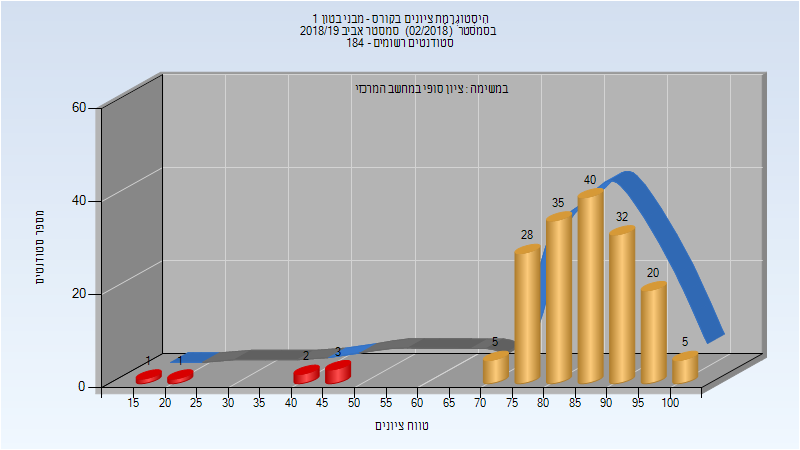 היסטוגרמת ציונים בקורס - מבני בטון 1
בסמסטר (02/2018) סמסטר אביב 2018/19
סטודנטים רשומים - 184
במשימה : ציון סופי במחשב המרכזי
מספר סטודנטים
60
40
20
0
1
1
2
3
5
28
35
40
32
20
5
15 20 25 30 35 40 45 50 55 60 65 70 75 80 85 90 95 100
טווח ציונים